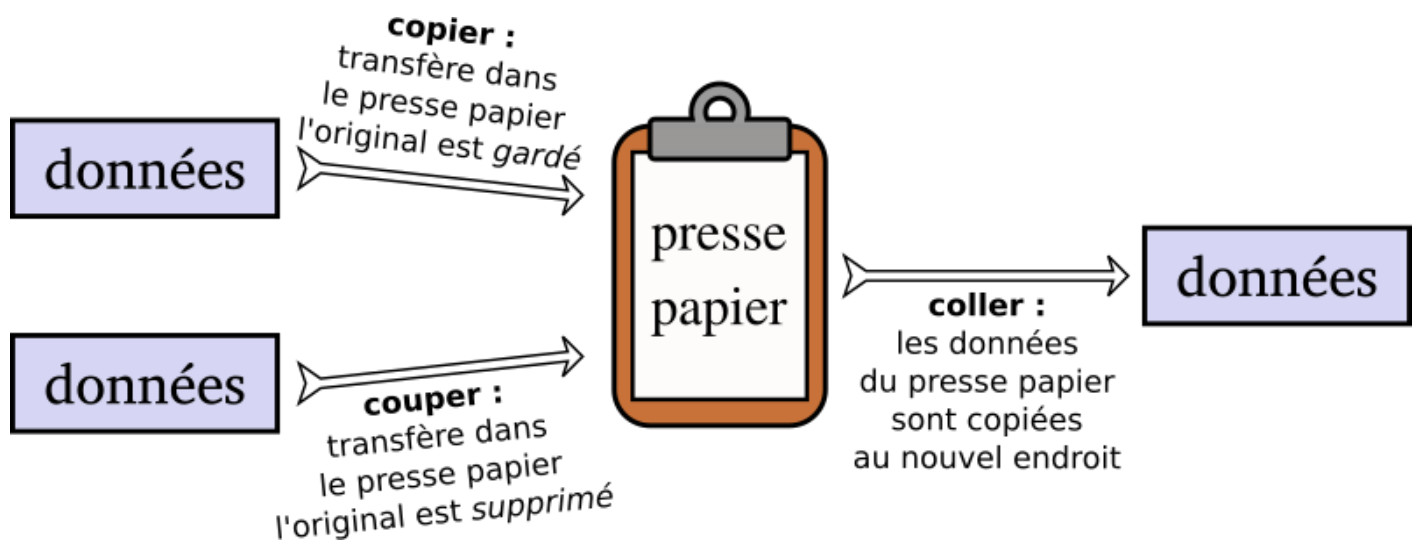 copier :
transfère dans
le presse papier
l'original est gardé
données
presse
papier
données
coller :
les données
du presse papier
sont copiées
au nouvel endroit
données
couper :
transfère dans
le presse papier
l'original est supprimé